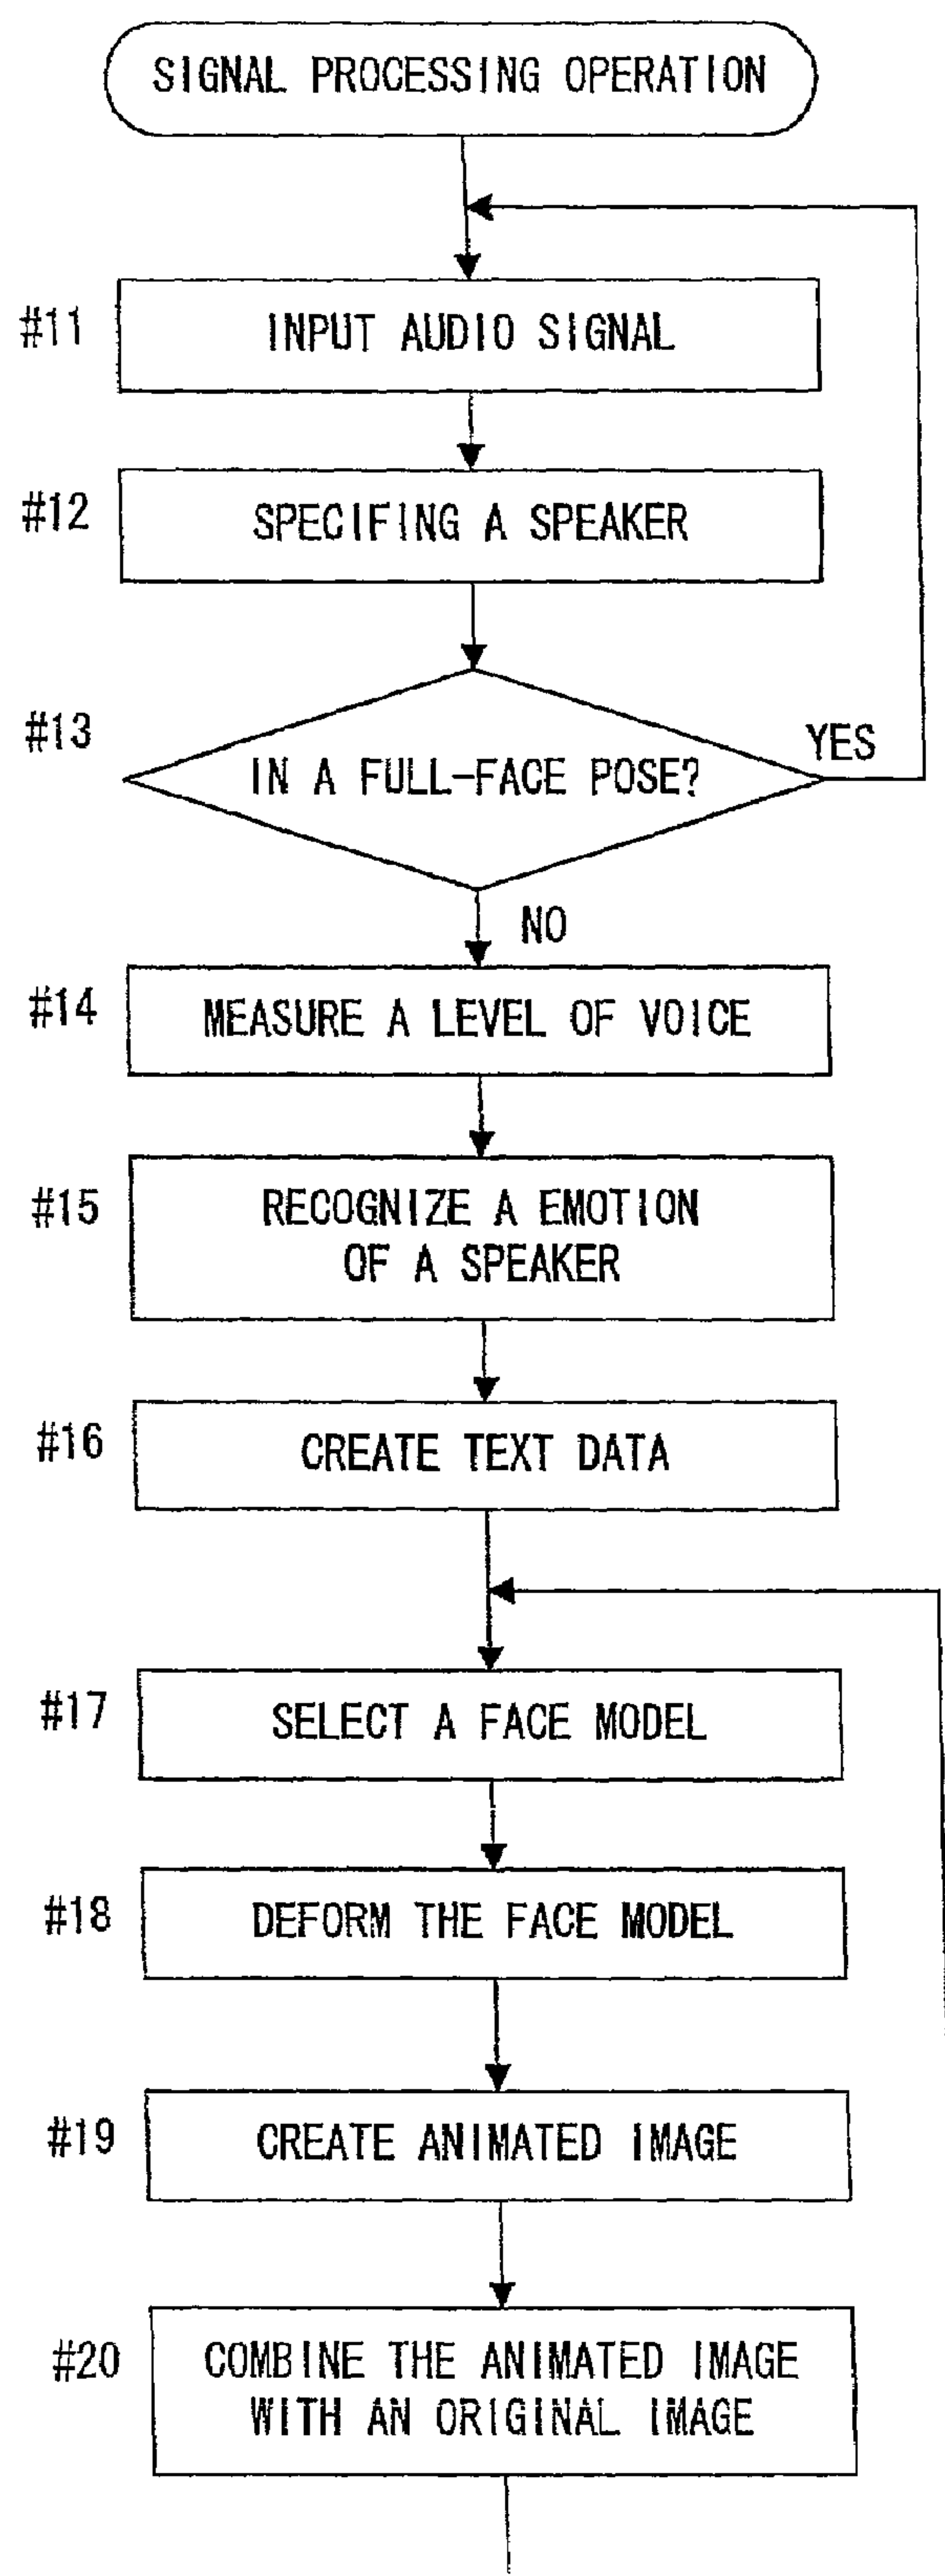 SIGNAL PROCESSING OPERATION
#11
INPUT AUDIO SIGNAL
#12
SPECIFING A SPEAKER
#13
IN A FULL-FACE POSE?
YES
NO
#14
MEASURE A LEVEL OF VOICE
#15
RECOGNIZE A EMOTION
OF A SPEAKER
#16
CREATE TEXT DATA
#17
SELECT A FACE MODEL
#18
DEFORM THE FACE MODEL
#19
CREATE ANIMATED IMAGE
#20
COMBINE THE ANIMATED IMAGE
WITH AN ORIGINAL IMAGE